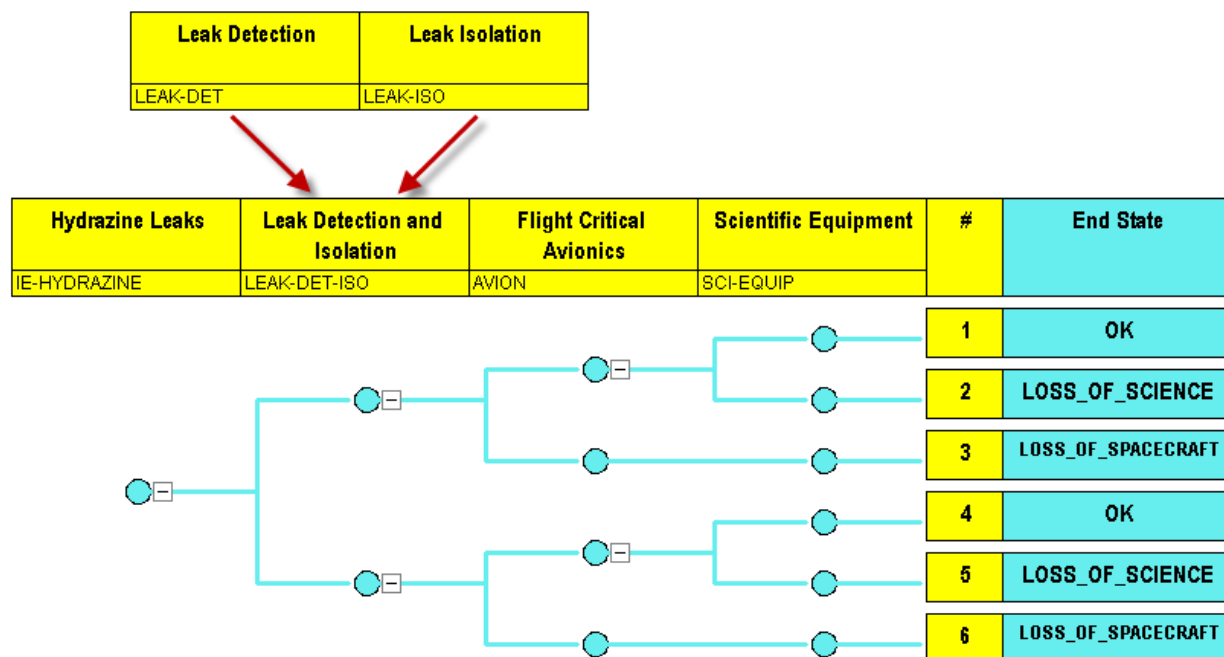 Leak Detection
Leak Isolation
LEAK-DET
LEAK-ISO
Hydrazine Leaks
Leak Detection and
Isolation
Flight Critical
Avionics
Scientific Equipment
#
End State
IE-HYDRAZINE
LEAK-DET-ISO
AVION
SCI-EQUIP
1
OK
2
LOSS_OF_SCIENCE
3
LOSS_OF_SPACECRAFT
4
OK
5
LOSS_OF_SCIENCE
6
LOSS_OF_SPACECRAFT